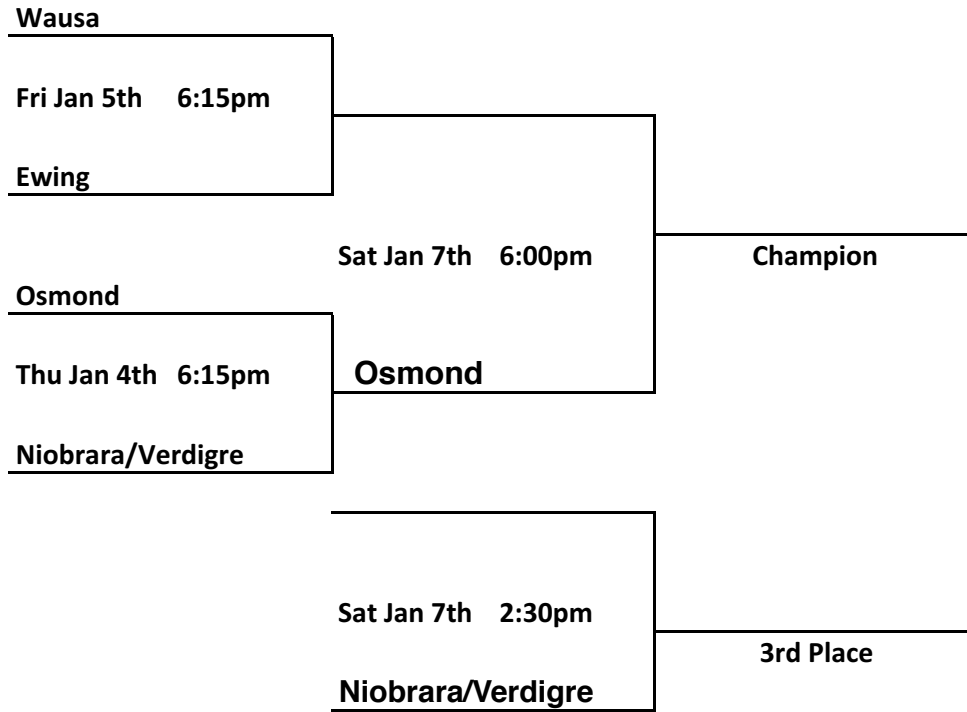 Wausa
Fri Jan 5th 6:15pm
Ewing
Sat Jan 7th 6:00pm
Champion
Osmond
Thu Jan 4th 6:15pm
Osmond
Niobrara/Verdigre
Sat Jan 7th 2:30pm
3rd Place
Niobrara/Verdigre